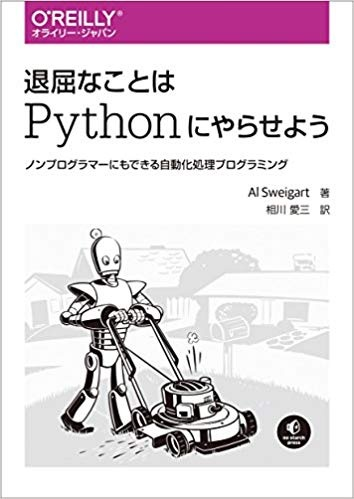 O'REILLY®
オライリー・ジャパン
退屈なことは
Pythonにやらせよう
ノンプログラマーにもできる自動化処理プログラミング
Al Sweigart 著
相川 愛三 訳
no starch
press